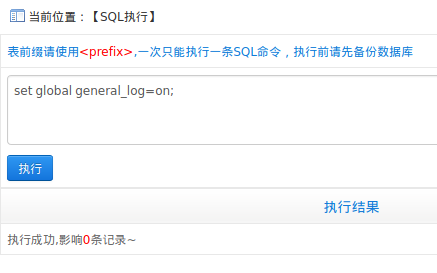 当前位置：【SQL执行】
表前缀请使用<prefix>,一次只能执行一条SQL命令，执行前请先备份数据库
set global general_log=on;
执行
执行结果
执行成功,影响0条记录~